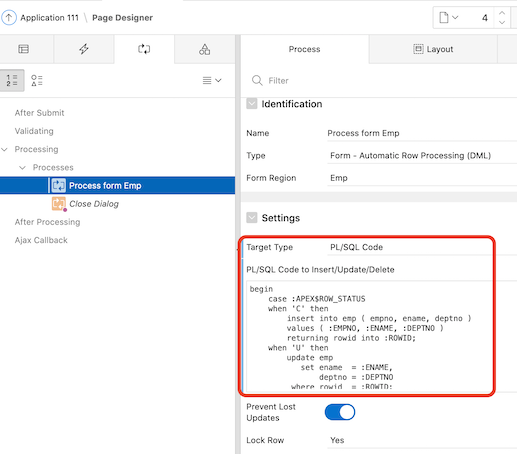 Application 111 \ Page Designer
4
After Submit
Validating
Processing
Processes
Process form Emp
Close Dialog
After Processing
Ajax Callback
Process
Layout
Filter
Identification
Name Process form Emp
Type Form - Automatic Row Processing (DML)
Form Region Emp
Settings
Target Type PL/SQL Code
PL/SQL Code to Insert/Update/Delete
begin
case :APEX$ROW_STATUS
when 'C' then
insert into emp ( empno, ename, deptno )
values ( :EMPNO, :ENAME, :DEPTNO )
returning rowid into :ROWID;
when 'U' then
update emp
set ename = :ENAME,
deptno = :DEPTNO
where rowid = :ROWID;
Prevent Lost
Updates
Lock Row Yes